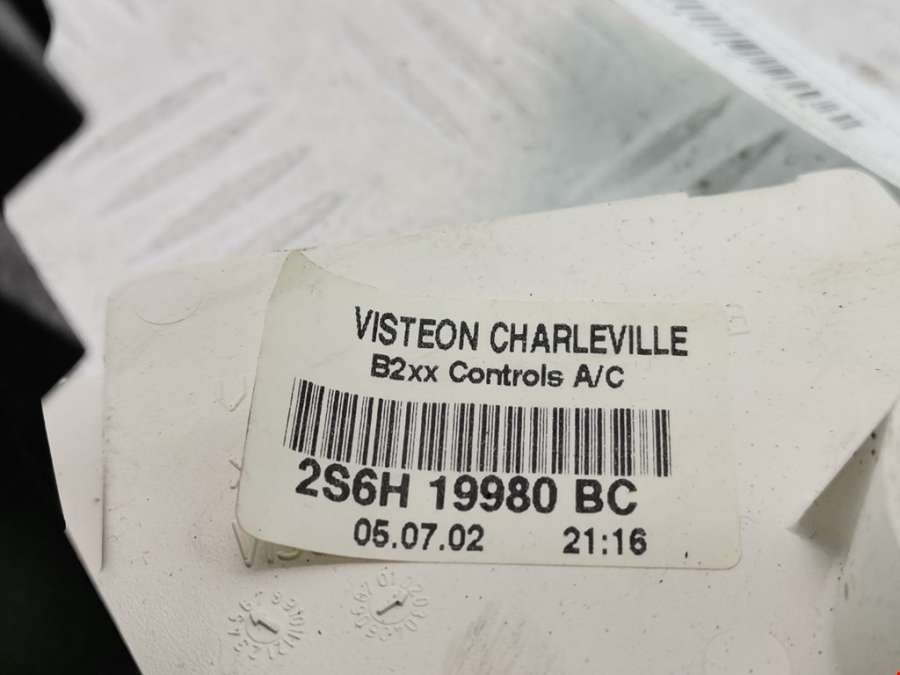 VISTEON CHARLEVILLE
B2xx Controls A/C
2S6H 19980 BC
05.07.02 21:16